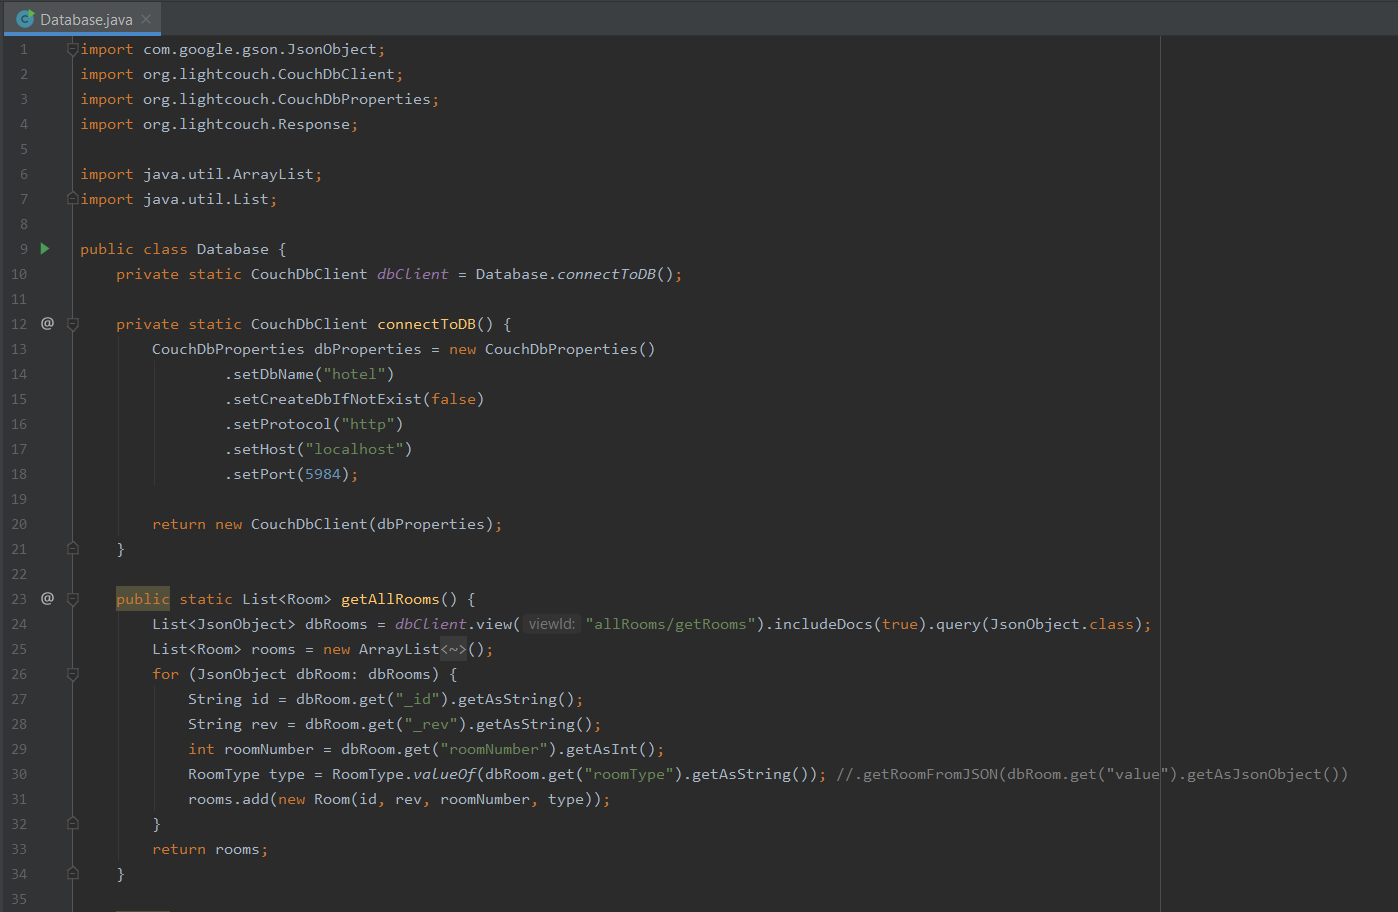 Database.java
1 import com.google.gson.JsonObject;
2 import org.lightcouch.CouchDbClient;
3 import org.lightcouch.CouchDbProperties;
4 import org.lightcouch.Response;
5
6 import java.util.ArrayList;
7 import java.util.List;
8
9 public class Database {
10     private static CouchDbClient dbClient = Database.connectToDB();
11
12 @     private static CouchDbClient connectToDB() {
13         CouchDbProperties dbProperties = new CouchDbProperties()
14                 .setDbName("hotel")
15                 .setCreateDbIfNotExist(false)
16                 .setProtocol("http")
17                 .setHost("localhost")
18                 .setPort(5984);
19
20         return new CouchDbClient(dbProperties);
21     }
22
23 @     public static List<Room> getAllRooms() {
24         List<JsonObject> dbRooms = dbClient.view( viewId: "allRooms/getRooms").includeDocs(true).query(JsonObject.class);
25         List<Room> rooms = new ArrayList<~>();
26         for (JsonObject dbRoom: dbRooms) {
27             String id = dbRoom.get("_id").getAsString();
28             String rev = dbRoom.get("_rev").getAsString();
29             int roomNumber = dbRoom.get("roomNumber").getAsInt();
30             RoomType type = RoomType.valueOf(dbRoom.get("roomType").getAsString()); //.getRoomFromJSON(dbRoom.get("value").getAsJsonObject())
31             rooms.add(new Room(id, rev, roomNumber, type));
32         }
33         return rooms;
34     }
35